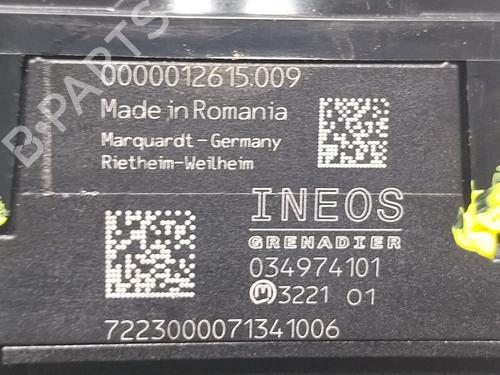 0000012615.009
Made in Romania
Marquardt-Germany
Rietheim-Weilheim
INEOS
GRENADIER
034974101
M 3221 01
7223000071341006
B-Parts